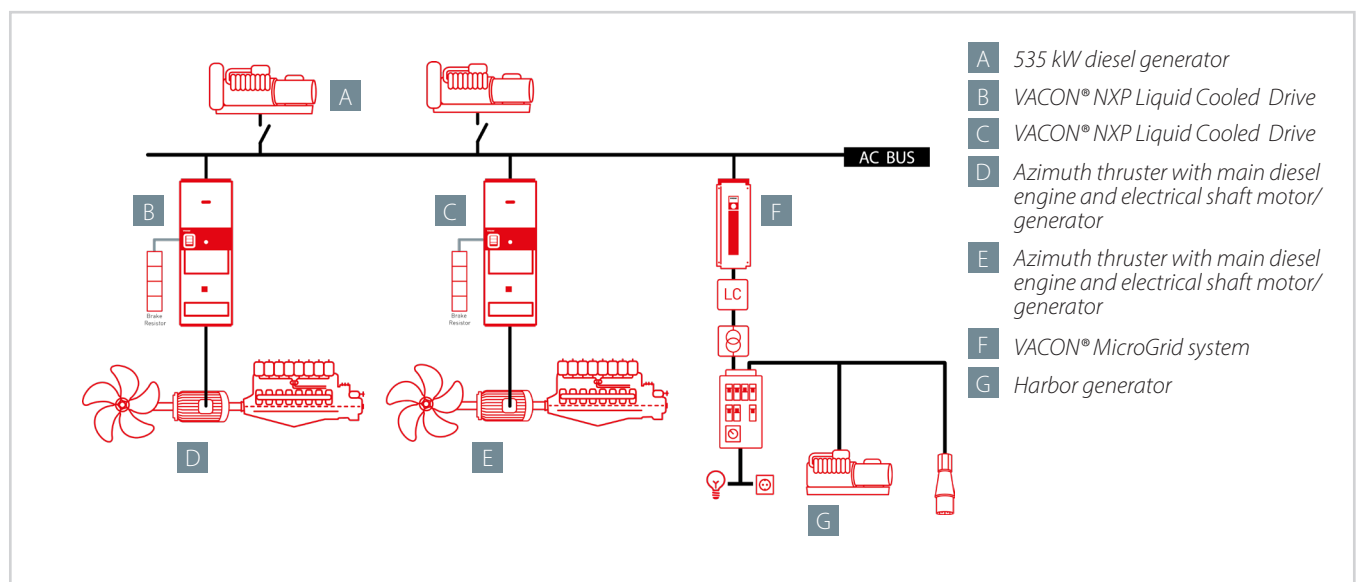 A
AC BUS
B
Brake
Resistor
C
Brake
Resistor
F
LC
D
E
G
A 535 kW diesel generator
B VACON® NXP Liquid Cooled Drive
C VACON® NXP Liquid Cooled Drive
D Azimuth thruster with main diesel
engine and electrical shaft motor/
generator
E Azimuth thruster with main diesel
engine and electrical shaft motor/
generator
F VACON® MicroGrid system
G Harbor generator